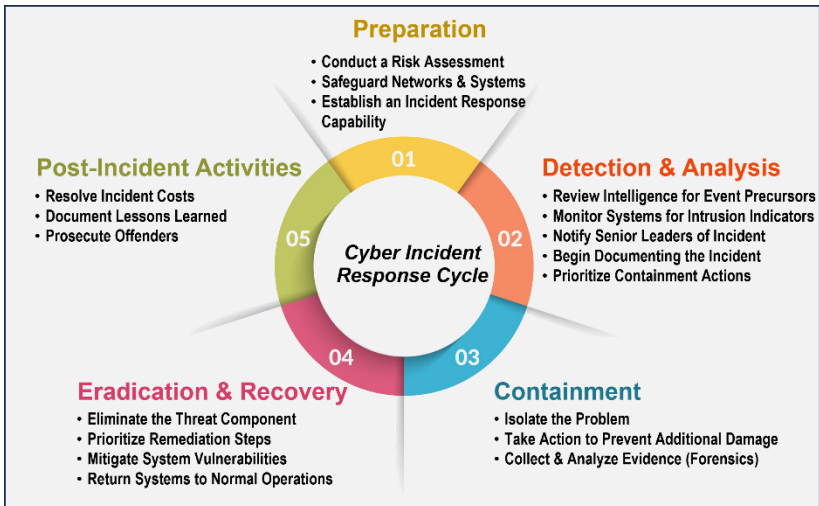 Preparation
• Conduct a Risk Assessment
• Safeguard Networks & Systems
• Establish an Incident Response
Capability
01
Detection & Analysis
• Review Intelligence for Event Precursors
• Monitor Systems for Intrusion Indicators
• Notify Senior Leaders of Incident
• Begin Documenting the Incident
• Prioritize Containment Actions
02
Containment
• Isolate the Problem
• Take Action to Prevent Additional Damage
• Collect & Analyze Evidence (Forensics)
03
Eradication & Recovery
• Eliminate the Threat Component
• Prioritize Remediation Steps
• Mitigate System Vulnerabilities
• Return Systems to Normal Operations
04
Post-Incident Activities
• Resolve Incident Costs
• Document Lessons Learned
• Prosecute Offenders
05
Cyber Incident
Response Cycle